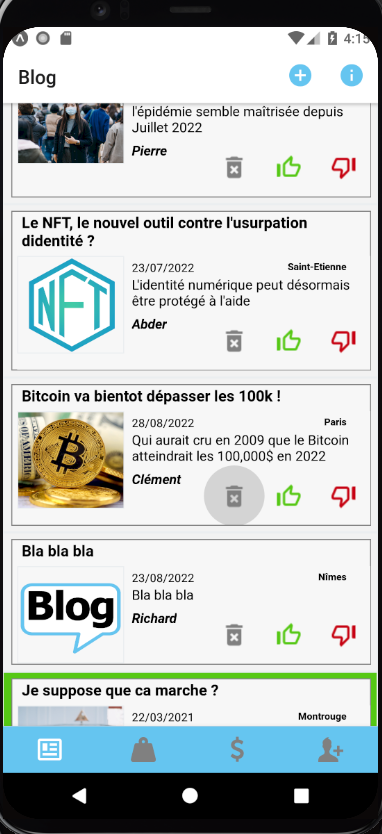 4:15
Blog
l'épidémie semble maîtrisée depuis
Juillet 2022
Pierre
Le NFT, le nouvel outil contre l'usurpation
didentité ?
NFT
23/07/2022
Saint-Etienne
L'identité numérique peut désormais
être protégé à l'aide
Abder
Bitcoin va bientot dépasser les 100k !
28/08/2022
Paris
Qui aurait cru en 2009 que le Bitcoin
atteindrait les 100,000$ en 2022
Clément
Bla bla bla
Blog
23/08/2022
Nîmes
Bla bla bla
Richard
Je suppose que ca marche ?
22/03/2021
Montrouge